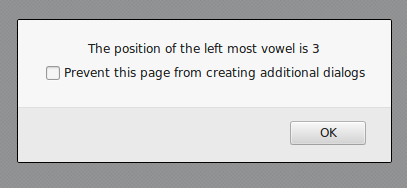 The position of the left most vowel is 3
Prevent this page from creating additional dialogs
OK